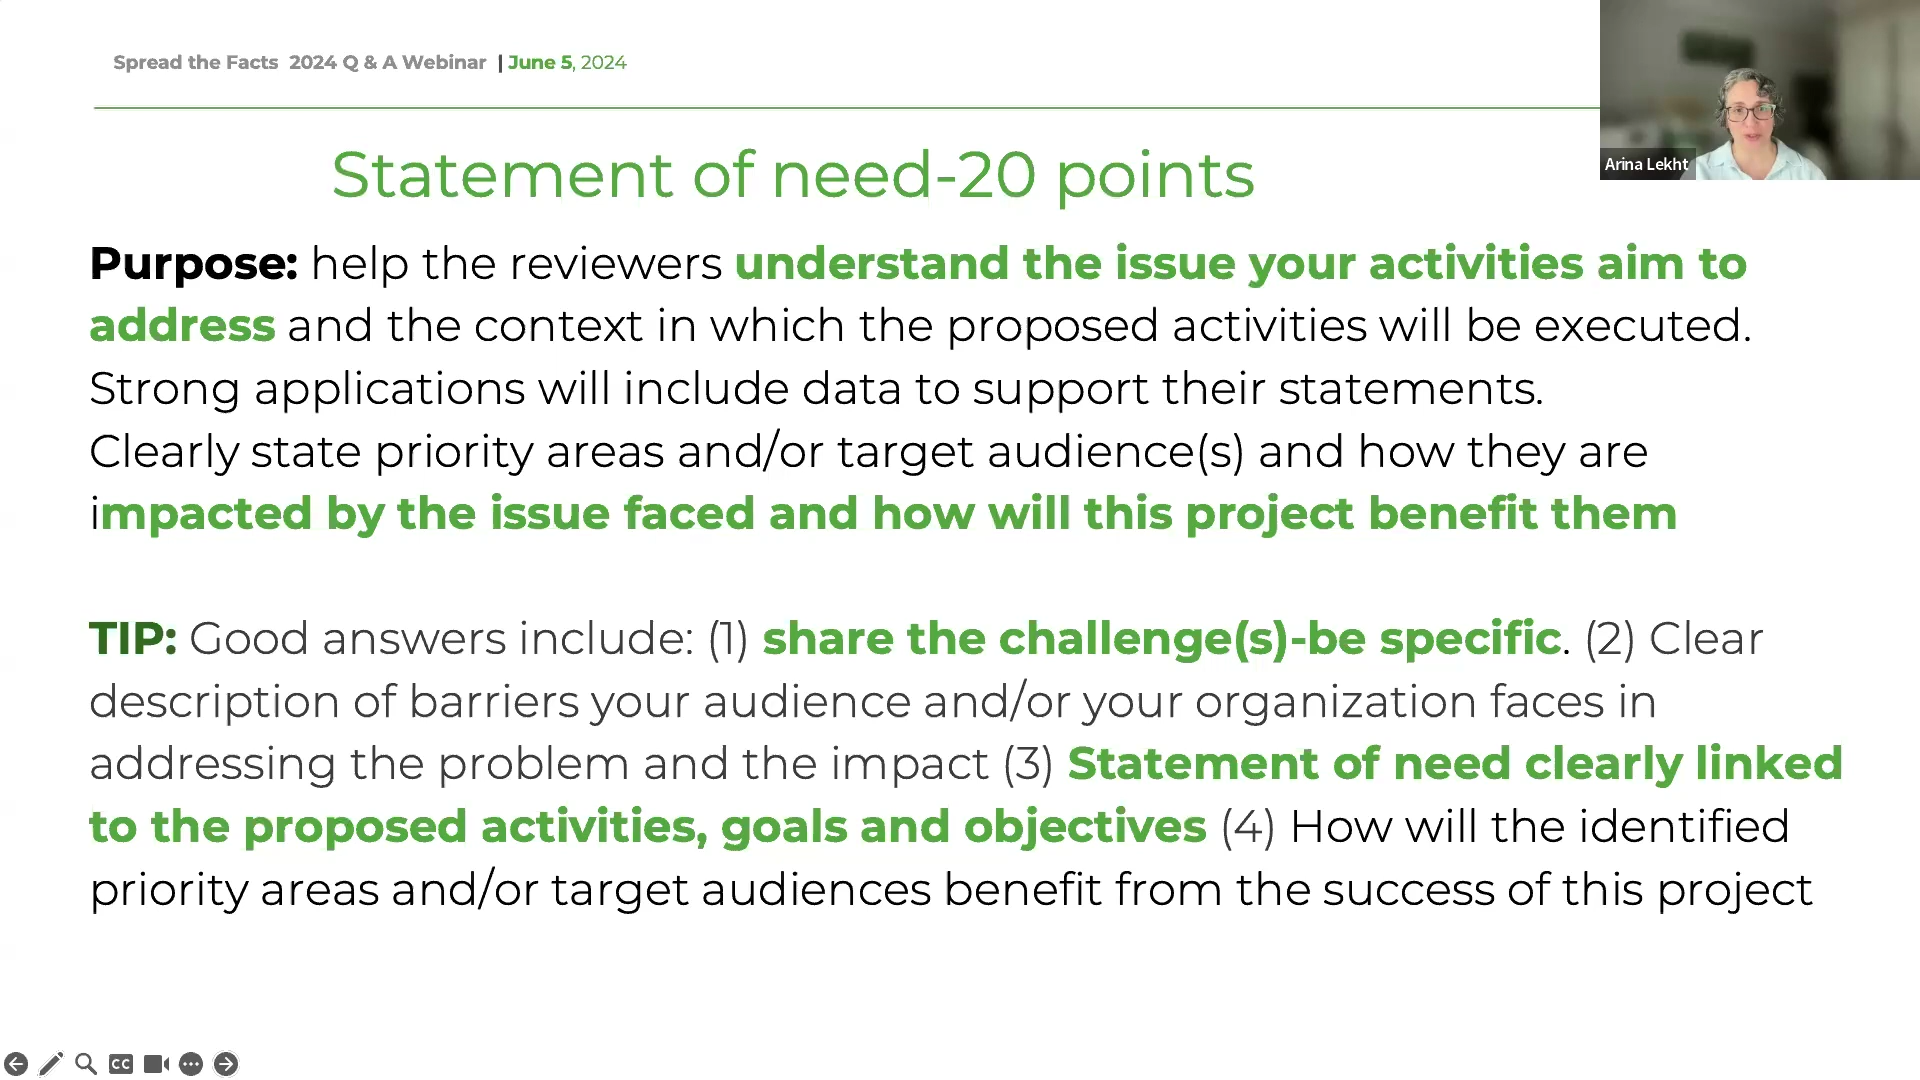 Spread the Facts 2024 Q & A Webinar | June 5, 2024
Arina Lekht
Statement of need-20 points
Purpose: help the reviewers understand the issue your activities aim to
address and the context in which the proposed activities will be executed.
Strong applications will include data to support their statements.
Clearly state priority areas and/or target audience(s) and how they are
impacted by the issue faced and how will this project benefit them
TIP: Good answers include: (1) share the challenge(s)-be specific. (2) Clear
description of barriers your audience and/or your organization faces in
addressing the problem and the impact (3) Statement of need clearly linked
to the proposed activities, goals and objectives (4) How will the identified
priority areas and/or target audiences benefit from the success of this project
CC